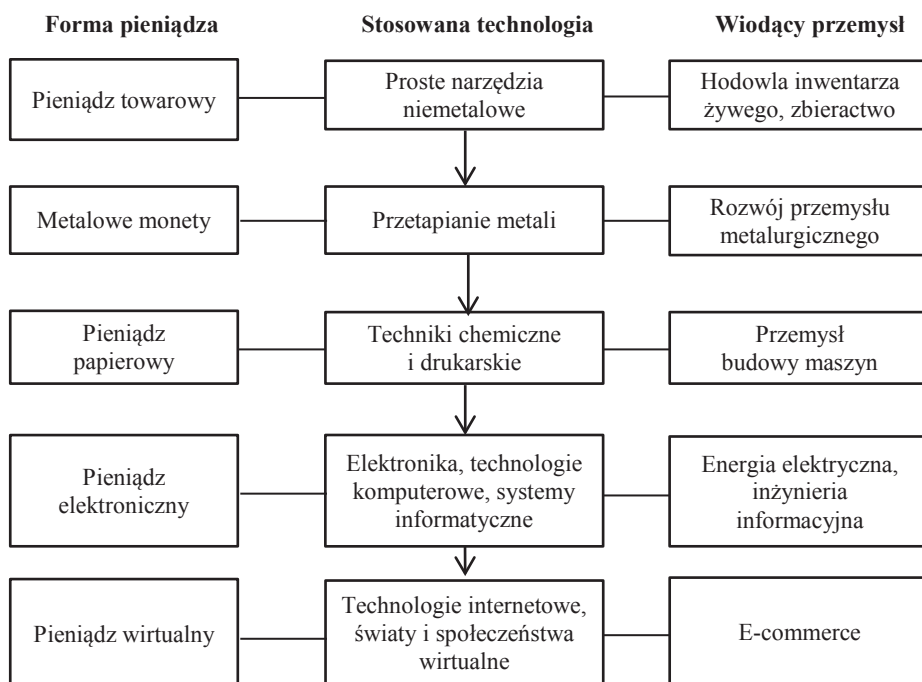 Forma pieniądza
Stosowana technologia
Wiodący przemysł
Pieniądz towarowy
Proste narzędzia
niemetalowe
Hodowla inwentarza
żywego, zbieractwo
Metalowe monety
Przetapianie metali
Rozwój przemysłu
metalurgicznego
Pieniądz
papierowy
Techniki chemiczne
i drukarskie
Przemysł
budowy maszyn
Pieniądz
elektroniczny
Elektronika, technologie
komputerowe, systemy
informatyczne
Energia elektryczna,
inżynieria
informacyjna
Pieniądz wirtualny
Technologie internetowe,
światy i społeczeństwa
wirtualne
E-commerce